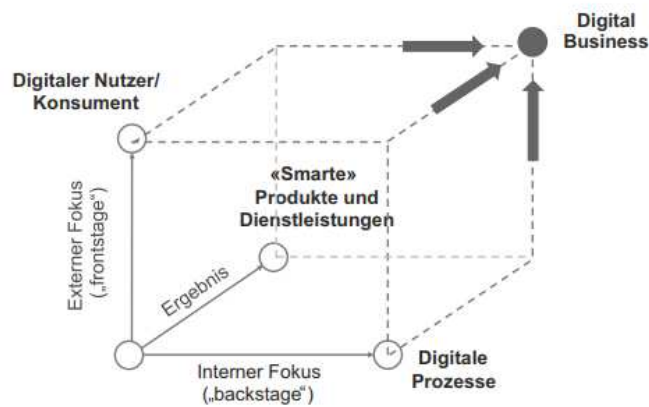 Digital
Business
Digitaler Nutzer/
Konsument
«Smarte»
Produkte und
Dienstleistungen
Externer Fokus
(„frontstage“)
Ergebnis
Interner Fokus
(„backstage“)
Digitale
Prozesse